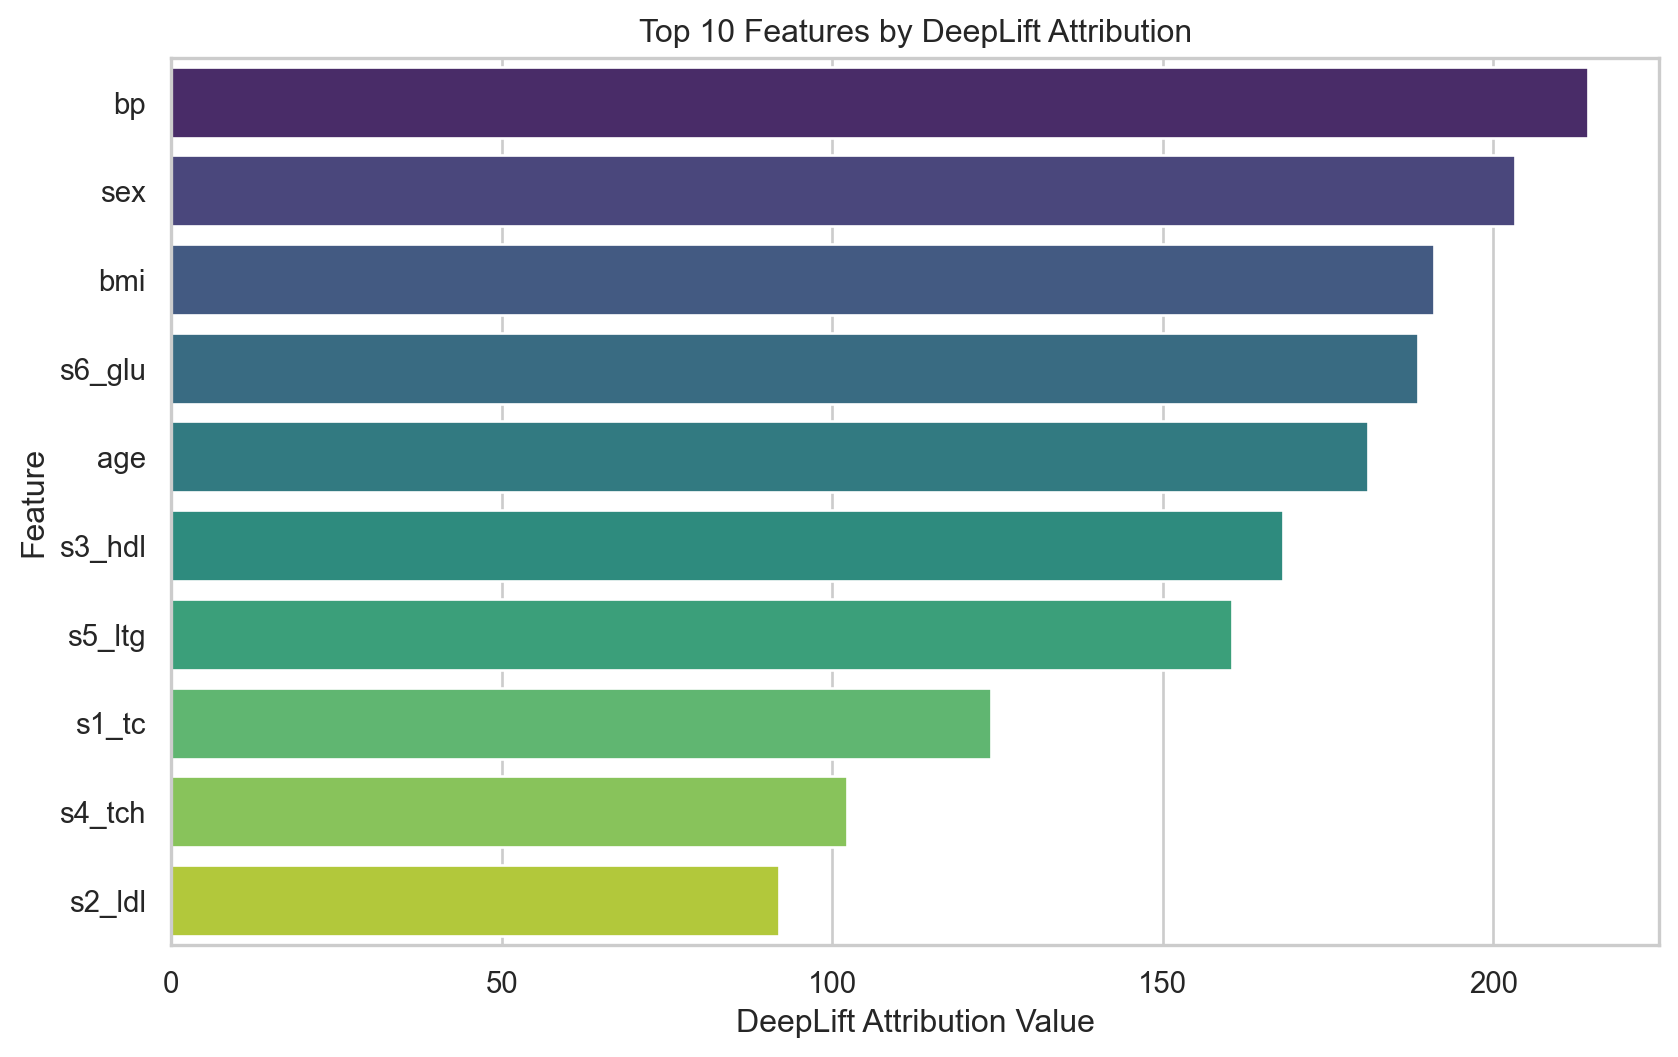 Top 10 Features by DeepLift Attribution
Feature
bp
sex
bmi
s6_glu
age
s3_hdl
s5_ltg
s1_tc
s4_tch
s2_ldl
0 50 100 150 200
DeepLift Attribution Value